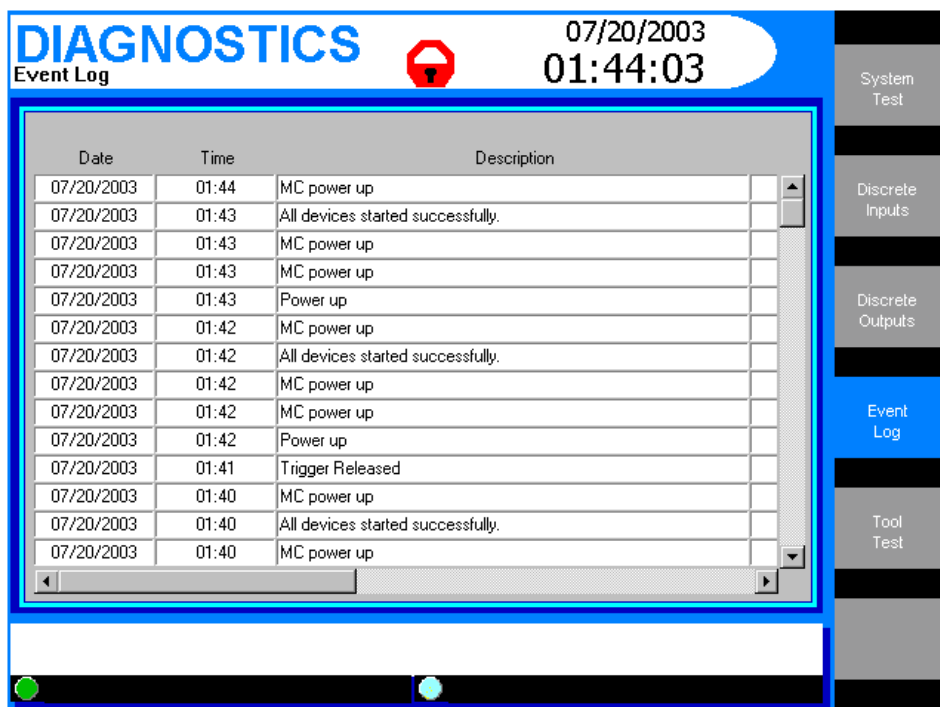 DIAGNOSTICS
Event Log
07/20/2003
01:44:03
Date Time Description
07/20/2003 01:44 MC power up
07/20/2003 01:43 All devices started successfully.
07/20/2003 01:43 MC power up
07/20/2003 01:43 MC power up
07/20/2003 01:43 Power up
07/20/2003 01:42 MC power up
07/20/2003 01:42 All devices started successfully.
07/20/2003 01:42 MC power up
07/20/2003 01:42 MC power up
07/20/2003 01:42 Power up
07/20/2003 01:41 Trigger Released
07/20/2003 01:40 MC power up
07/20/2003 01:40 All devices started successfully.
07/20/2003 01:40 MC power up
System
Test
Discrete
Inputs
Discrete
Outputs
Event
Log
Tool
Test